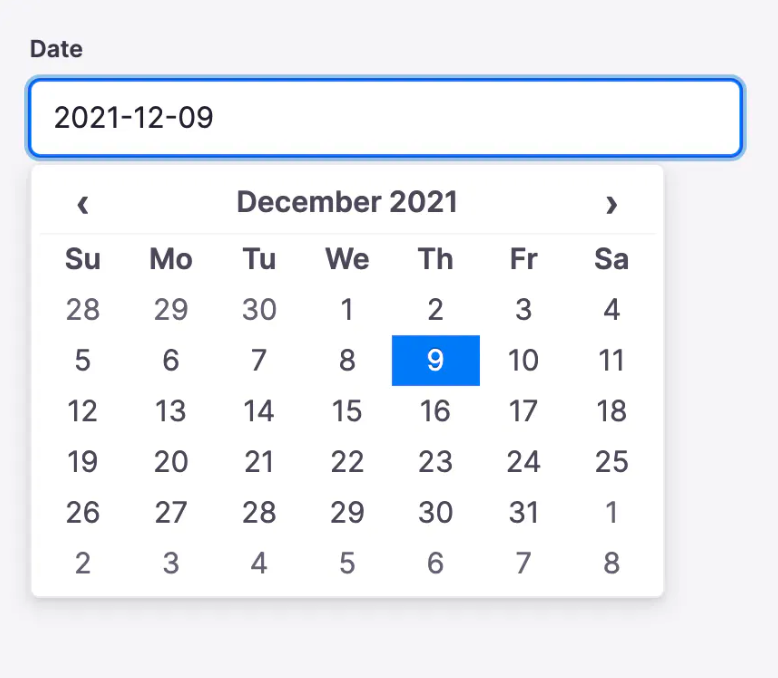 Date
2021-12-09
‹ December 2021 ›
Su Mo Tu We Th Fr Sa
28 29 30 1 2 3 4
5 6 7 8 9 10 11
12 13 14 15 16 17 18
19 20 21 22 23 24 25
26 27 28 29 30 31 1
2 3 4 5 6 7 8